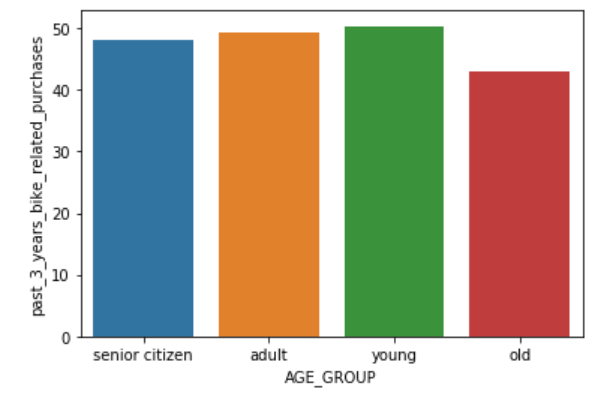 past_3_years_bike_related_purchases
50
40
30
20
10
0
senior citizen adult young old
AGE_GROUP